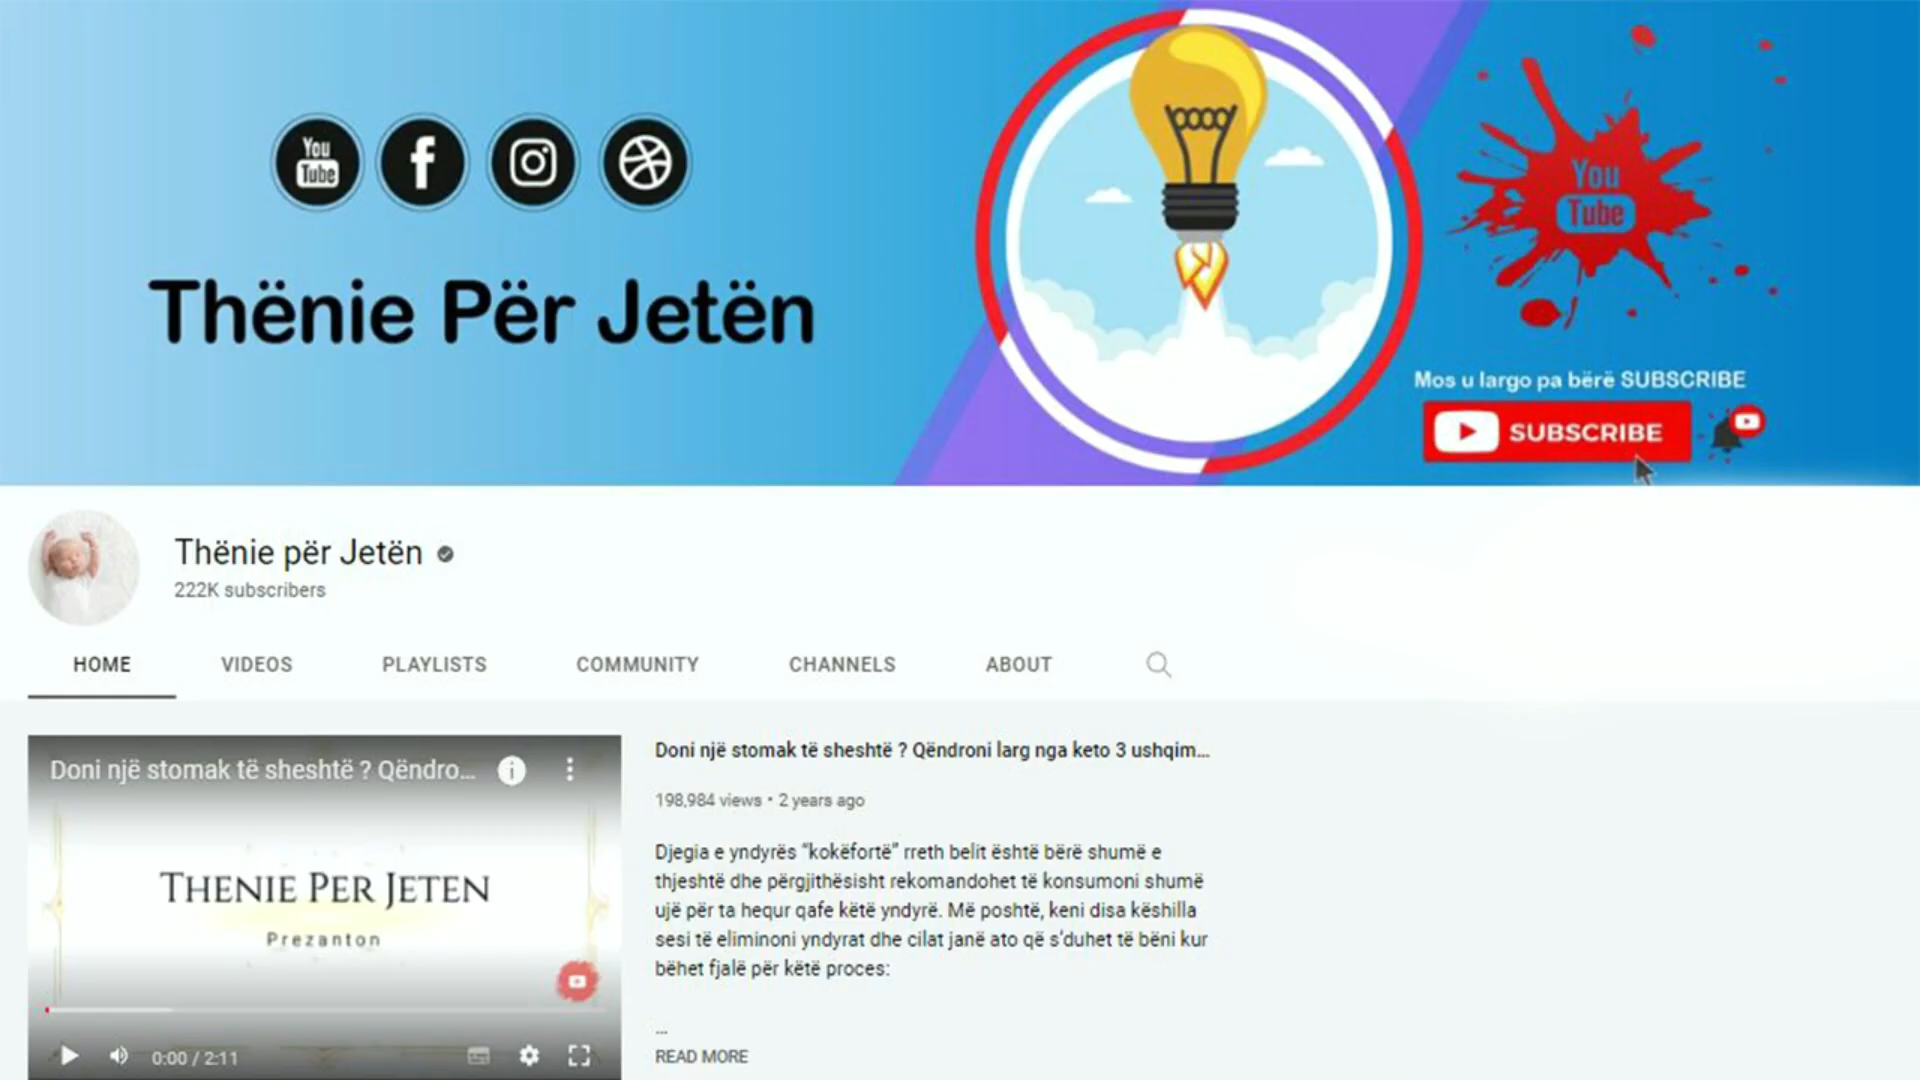 You
Tube
Thënie Për Jetën
You
Tube
Mos u largo pa bërë SUBSCRIBE
SUBSCRIBE
Thënie për Jetën
222K subscribers
HOME VIDEOS PLAYLISTS COMMUNITY CHANNELS ABOUT
Doni një stomak të sheshtë ? Qëndro...
THENIE PER JETEN
Prezanton
0:00 / 2:11
Doni një stomak të sheshtë ? Qëndroni larg nga keto 3 ushqim...
198,984 views • 2 years ago
Djegia e yndyrës “kokëfortë” rreth belit është bërë shumë e
thjeshtë dhe përgjithësisht rekomandohet të konsumoni shumë
ujë për ta hequr qafe këtë yndyrë. Më poshtë, keni disa këshilla
sesi të eliminoni yndyrat dhe cilat janë ato që s’duhet të bëni kur
bëhet fjalë për këtë proces:
...
READ MORE